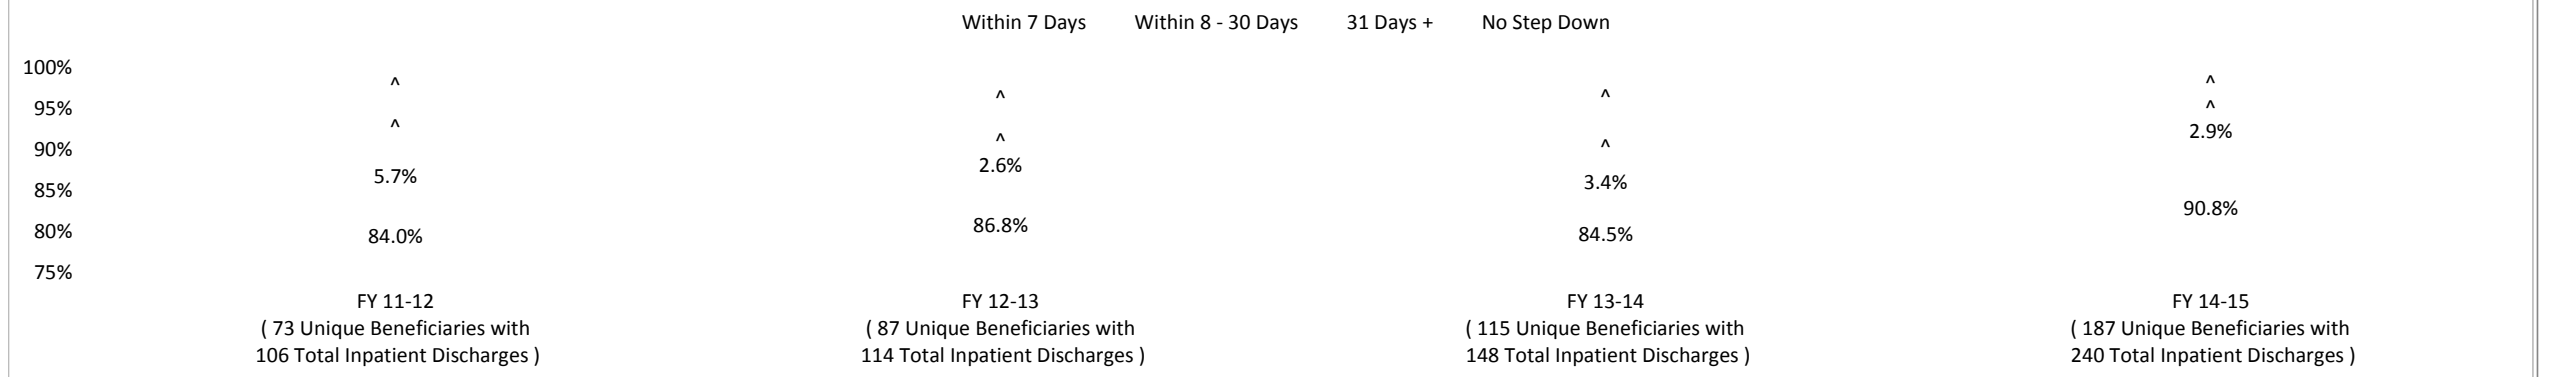 Within 7 Days Within 8 - 30 Days 31 Days + No Step Down
100%
95%
90%
85%
80%
75%
^
^
5.7%
84.0%
^
^
2.6%
86.8%
^
^
3.4%
84.5%
^
^
2.9%
90.8%
FY 11-12
( 73 Unique Beneficiaries with
106 Total Inpatient Discharges )
FY 12-13
( 87 Unique Beneficiaries with
114 Total Inpatient Discharges )
FY 13-14
( 115 Unique Beneficiaries with
148 Total Inpatient Discharges )
FY 14-15
( 187 Unique Beneficiaries with
240 Total Inpatient Discharges )